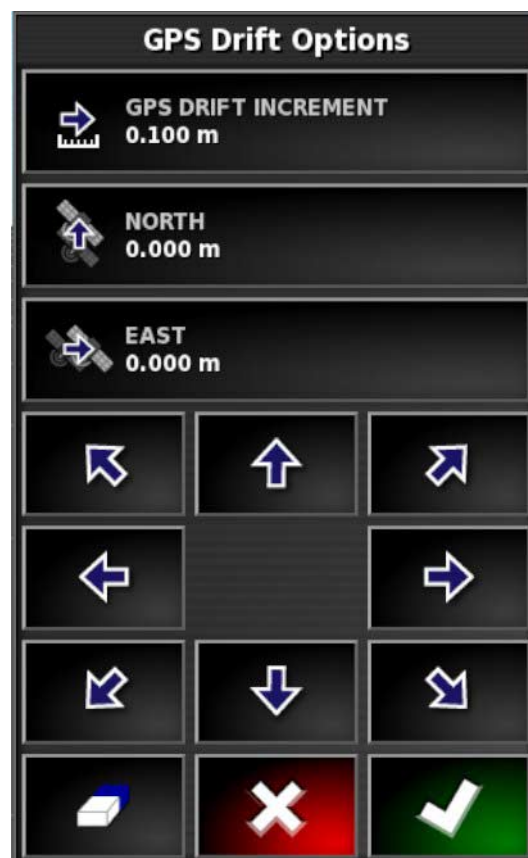 GPS Drift Options
GPS DRIFT INCREMENT
0.100 m
NORTH
0.000 m
EAST
0.000 m